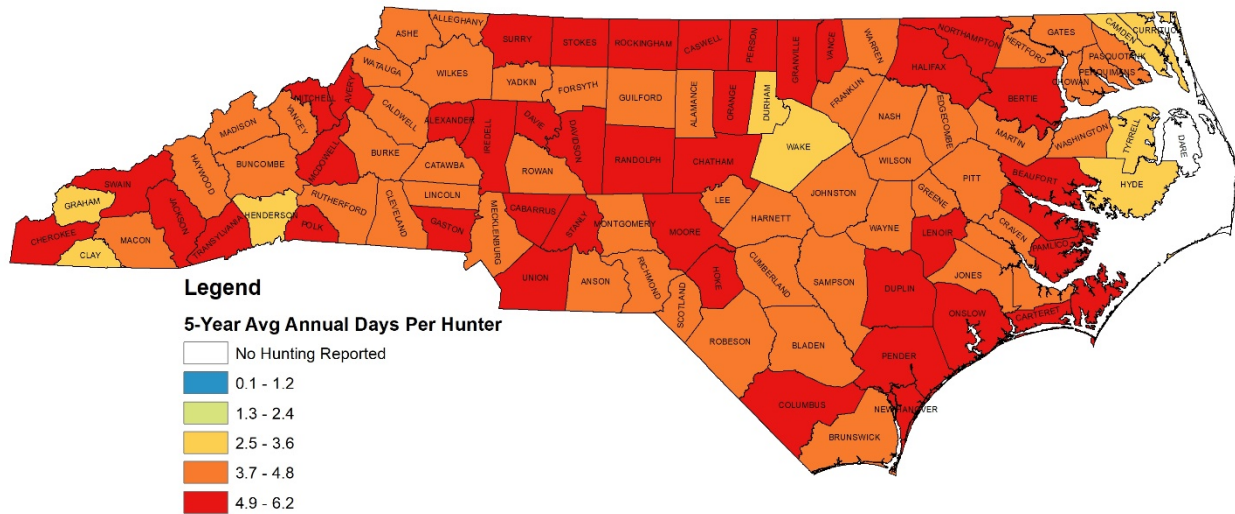 ALLEGHANY
ASHE
SURRY
STOKES
ROCKINGHAM
CASWELL
PERSON
GRANVILLE
VANCE
WARREN
NORTHAMPTON
HERTFORD
GATES
CAMDEN
CURRITUCK
PASQUOTANK
PERQUIMANS
CHOWAN
WATAUGA
WILKES
YADKIN
FORSYTH
GUILFORD
ALAMANCE
ORANGE
DURHAM
FRANKLIN
HALIFAX
BERTIE
MITCHELL
AVERY
YANCEY
MADISON
CALDWELL
ALEXANDER
IREDELL
DAVIE
DAVIDSON
RANDOLPH
CHATHAM
WAKE
NASH
EDGECOMBE
MARTIN
WASHINGTON
TYRRELL
DARE
HAYWOOD
BUNCOMBE
MCDOWELL
BURKE
CATAWBA
ROWAN
WILSON
PITT
BEAUFORT
HYDE
SWAIN
GRAHAM
JACKSON
HENDERSON
RUTHERFORD
CLEVELAND
LINCOLN
GASTON
MECKLENBURG
CABARRUS
STANLY
MONTGOMERY
MOORE
LEE
HARNETT
JOHNSTON
WAYNE
GREENE
LENOIR
CRAVEN
PAMLICO
CHEROKEE
CLAY
MACON
TRANSYLVANIA
POLK
UNION
ANSON
RICHMOND
SCOTLAND
HOKE
CUMBERLAND
SAMPSON
DUPLIN
JONES
ONSLOW
CARTERET
ROBESON
BLADEN
PENDER
COLUMBUS
NEW HANOVER
BRUNSWICK
Legend
5-Year Avg Annual Days Per Hunter
No Hunting Reported
0.1 - 1.2
1.3 - 2.4
2.5 - 3.6
3.7 - 4.8
4.9 - 6.2